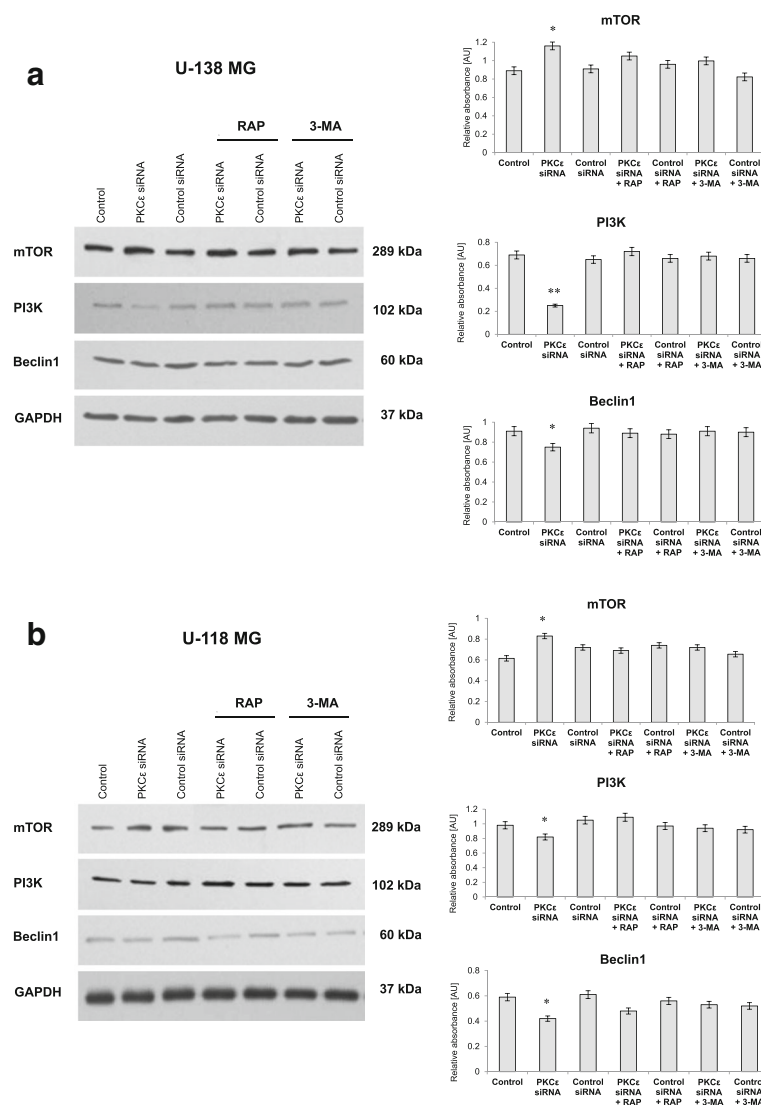 a
U-138 MG
RAP
3-MA
Control
PKCε siRNA
Control siRNA
PKCε siRNA
Control siRNA
PKCε siRNA
Control siRNA
mTOR
289 kDa
PI3K
102 kDa
Beclin1
60 kDa
GAPDH
37 kDa
mTOR
Relative absorbance [AU]
1.2
1
0.8
0.6
0.4
0.2
0
*
Control
PKCε siRNA
Control siRNA
PKCε siRNA + RAP
Control siRNA + RAP
PKCε siRNA + 3-MA
Control siRNA + 3-MA
PI3K
Relative absorbance [AU]
0.8
0.6
0.4
0.2
0
**
Control
PKCε siRNA
Control siRNA
PKCε siRNA + RAP
Control siRNA + RAP
PKCε siRNA + 3-MA
Control siRNA + 3-MA
Beclin1
Relative absorbance [AU]
1
0.8
0.6
0.4
0.2
0
*
Control
PKCε siRNA
Control siRNA
PKCε siRNA + RAP
Control siRNA + RAP
PKCε siRNA + 3-MA
Control siRNA + 3-MA
b
U-118 MG
RAP
3-MA
Control
PKCε siRNA
Control siRNA
PKCε siRNA
Control siRNA
PKCε siRNA
Control siRNA
mTOR
289 kDa
PI3K
102 kDa
Beclin1
60 kDa
GAPDH
37 kDa
mTOR
Relative absorbance [AU]
1
0.8
0.6
0.4
0.2
0
*
Control
PKCε siRNA
Control siRNA
PKCε siRNA + RAP
Control siRNA + RAP
PKCε siRNA + 3-MA
Control siRNA + 3-MA
PI3K
Relative absorbance [AU]
1.2
1
0.8
0.6
0.4
0.2
0
*
Control
PKCε siRNA
Control siRNA
PKCε siRNA + RAP
Control siRNA + RAP
PKCε siRNA + 3-MA
Control siRNA + 3-MA
Beclin1
Relative absorbance [AU]
0.8
0.6
0.4
0.2
0
*
Control
PKCε siRNA
Control siRNA
PKCε siRNA + RAP
Control siRNA + RAP
PKCε siRNA + 3-MA
Control siRNA + 3-MA